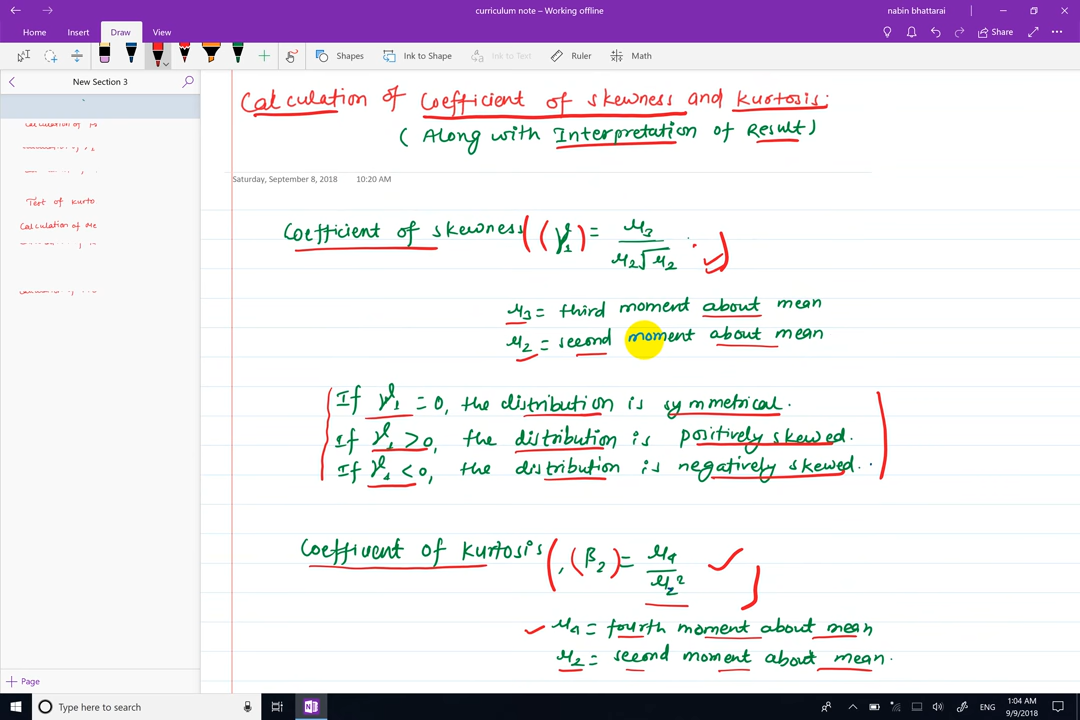 curriculum note – Working offline
nabin bhattarai
Home Insert Draw View
Share
Shapes Ink to Shape Ink to Text Ruler Math
New Section 3
Test of kurto
Calculation of
Calculation of coefficient of skewness and kurtosis.
( Along with Interpretation of Result )
Saturday, September 8, 2018 10:20 AM
Coefficient of skewness ( (γ₁) = μ₃ / μ₂√μ₂ . )
μ₃ = third moment about mean
μ₂ = second moment about mean
If γ₁ = 0, the distribution is symmetrical.
If γ₁ > 0, the distribution is positively skewed.
If γ₁ < 0, the distribution is negatively skewed.
Coefficient of kurtosis ( , (β₂) = μ₄ / μ₂² )
μ₄ = fourth moment about mean
μ₂ = second moment about mean.
Page
Type here to search
ENG
1:04 AM
9/9/2018